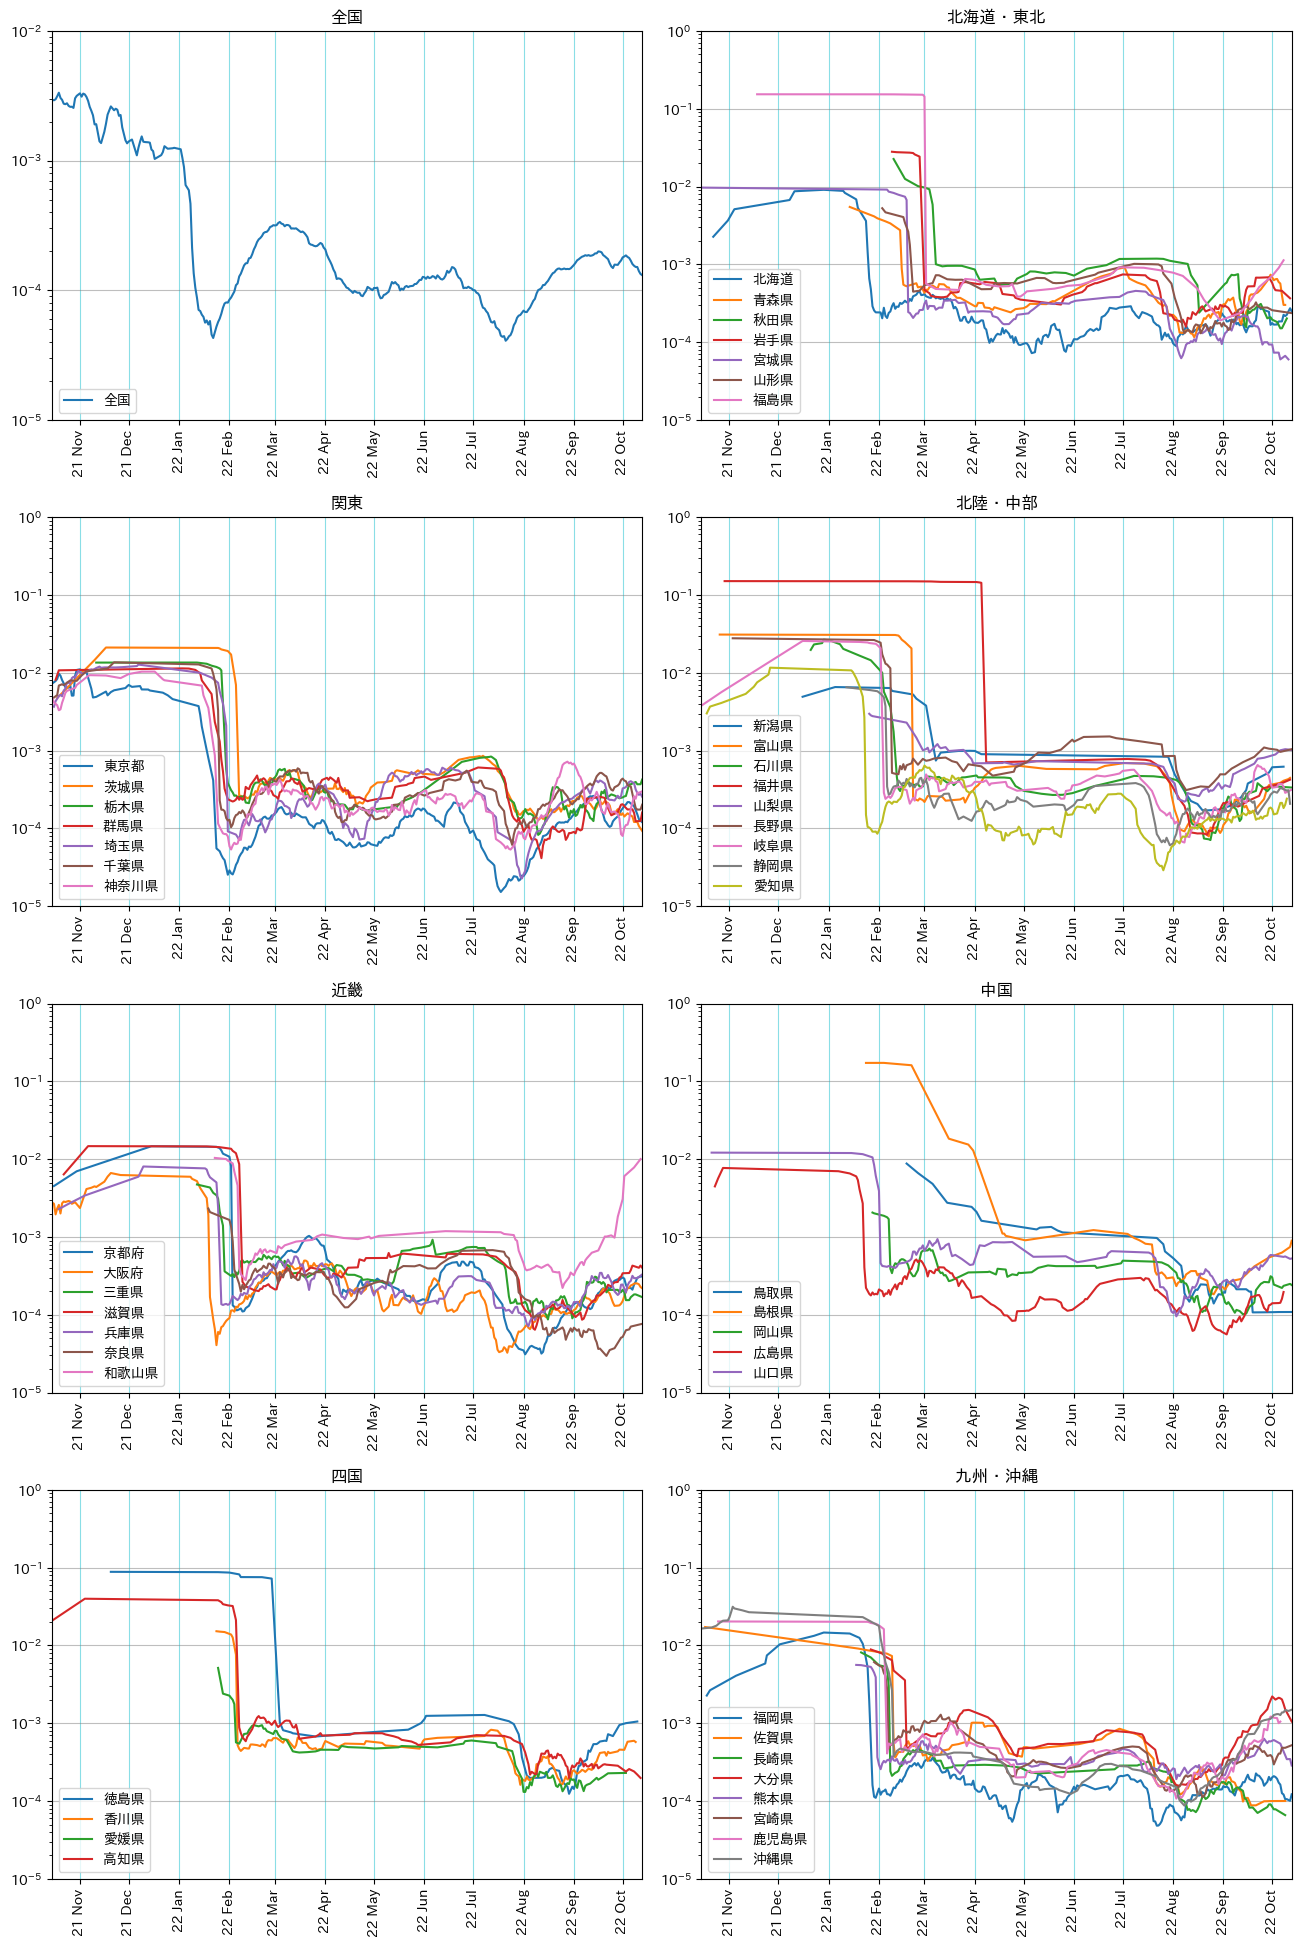 全国
10⁻²
10⁻³
10⁻⁴
10⁻⁵
全国
21 Nov
21 Dec
22 Jan
22 Feb
22 Mar
22 Apr
22 May
22 Jun
22 Jul
22 Aug
22 Sep
22 Oct
北海道・東北
10⁰
10⁻¹
10⁻²
10⁻³
10⁻⁴
10⁻⁵
北海道
青森県
秋田県
岩手県
宮城県
山形県
福島県
21 Nov
21 Dec
22 Jan
22 Feb
22 Mar
22 Apr
22 May
22 Jun
22 Jul
22 Aug
22 Sep
22 Oct
関東
10⁰
10⁻¹
10⁻²
10⁻³
10⁻⁴
10⁻⁵
東京都
茨城県
栃木県
群馬県
埼玉県
千葉県
神奈川県
21 Nov
21 Dec
22 Jan
22 Feb
22 Mar
22 Apr
22 May
22 Jun
22 Jul
22 Aug
22 Sep
22 Oct
北陸・中部
10⁰
10⁻¹
10⁻²
10⁻³
10⁻⁴
10⁻⁵
新潟県
富山県
石川県
福井県
山梨県
長野県
岐阜県
静岡県
愛知県
21 Nov
21 Dec
22 Jan
22 Feb
22 Mar
22 Apr
22 May
22 Jun
22 Jul
22 Aug
22 Sep
22 Oct
近畿
10⁰
10⁻¹
10⁻²
10⁻³
10⁻⁴
10⁻⁵
京都府
大阪府
三重県
滋賀県
兵庫県
奈良県
和歌山県
21 Nov
21 Dec
22 Jan
22 Feb
22 Mar
22 Apr
22 May
22 Jun
22 Jul
22 Aug
22 Sep
22 Oct
中国
10⁰
10⁻¹
10⁻²
10⁻³
10⁻⁴
10⁻⁵
鳥取県
島根県
岡山県
広島県
山口県
21 Nov
21 Dec
22 Jan
22 Feb
22 Mar
22 Apr
22 May
22 Jun
22 Jul
22 Aug
22 Sep
22 Oct
四国
10⁰
10⁻¹
10⁻²
10⁻³
10⁻⁴
10⁻⁵
徳島県
香川県
愛媛県
高知県
21 Nov
21 Dec
22 Jan
22 Feb
22 Mar
22 Apr
22 May
22 Jun
22 Jul
22 Aug
22 Sep
22 Oct
九州・沖縄
10⁰
10⁻¹
10⁻²
10⁻³
10⁻⁴
10⁻⁵
福岡県
佐賀県
長崎県
大分県
熊本県
宮崎県
鹿児島県
沖縄県
21 Nov
21 Dec
22 Jan
22 Feb
22 Mar
22 Apr
22 May
22 Jun
22 Jul
22 Aug
22 Sep
22 Oct